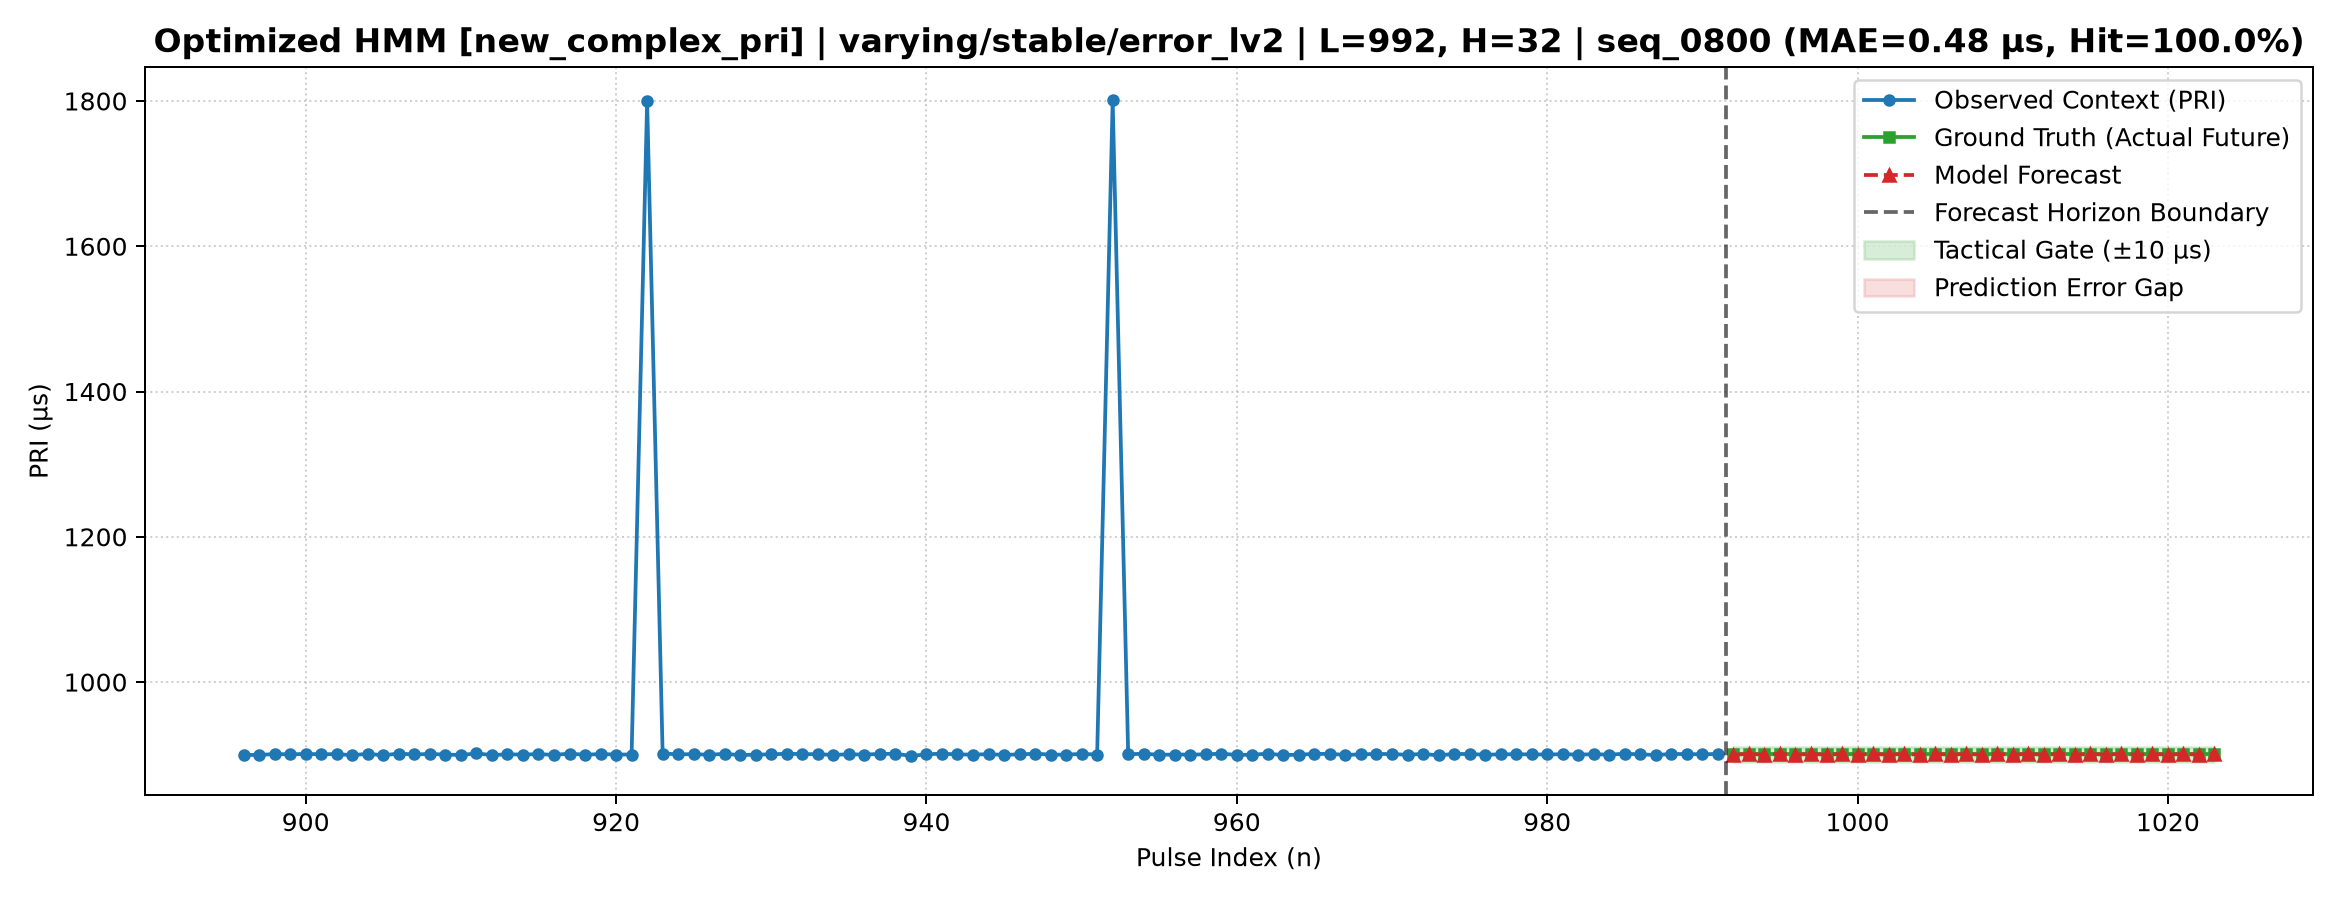 Optimized HMM [new_complex_pri] | varying/stable/error_lv2 | L=992, H=32 | seq_0800 (MAE=0.48 µs, Hit=100.0%)
Observed Context (PRI)
Ground Truth (Actual Future)
Model Forecast
Forecast Horizon Boundary
Tactical Gate (±10 µs)
Prediction Error Gap
PRI (µs)
1800
1600
1400
1200
1000
900 920 940 960 980 1000 1020
Pulse Index (n)